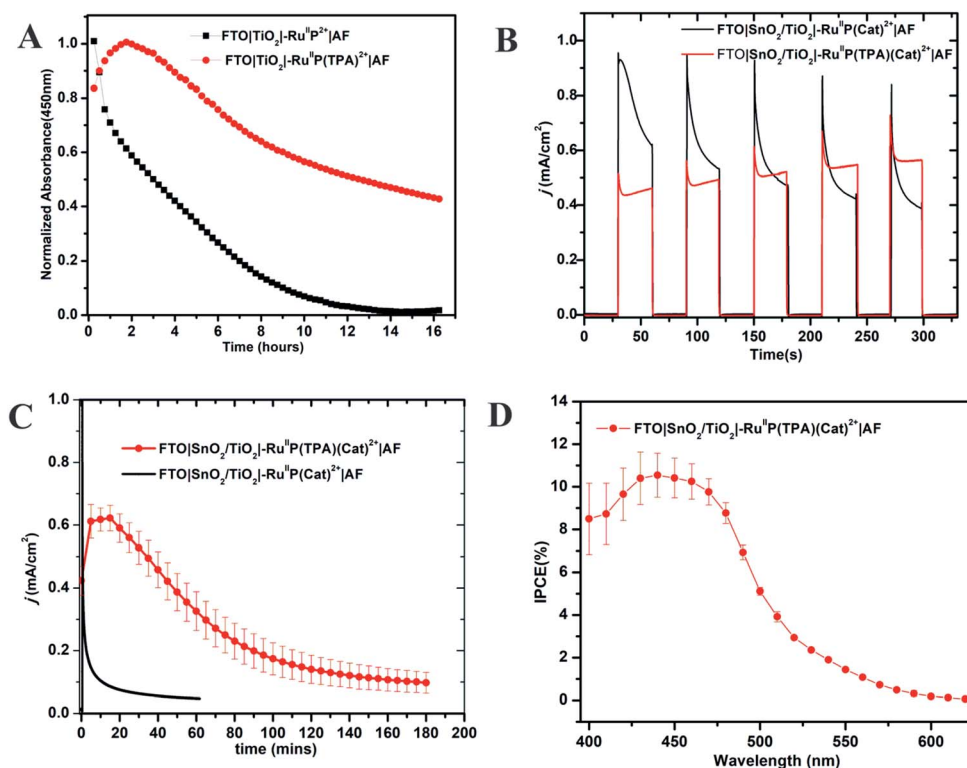 A
Normalized Absorbance(450nm)
1.0
0.8
0.6
0.4
0.2
0.0
FTO|TiO₂|-RuᴵᴵP²⁺|AF
FTO|TiO₂|-RuᴵᴵP(TPA)²⁺|AF
0 2 4 6 8 10 12 14 16
Time (hours)
B
j (mA/cm²)
1.0
0.8
0.6
0.4
0.2
0.0
FTO|SnO₂/TiO₂|-RuᴵᴵP(Cat)²⁺|AF
FTO|SnO₂/TiO₂|-RuᴵᴵP(TPA)(Cat)²⁺|AF
0 50 100 150 200 250 300
Time(s)
C
j (mA/cm²)
1.0
0.8
0.6
0.4
0.2
0.0
FTO|SnO₂/TiO₂|-RuᴵᴵP(TPA)(Cat)²⁺|AF
FTO|SnO₂/TiO₂|-RuᴵᴵP(Cat)²⁺|AF
0 20 40 60 80 100 120 140 160 180 200
time (mins)
D
IPCE(%)
14
12
10
8
6
4
2
0
FTO|SnO₂/TiO₂|-RuᴵᴵP(TPA)(Cat)²⁺|AF
400 450 500 550 600
Wavelength (nm)